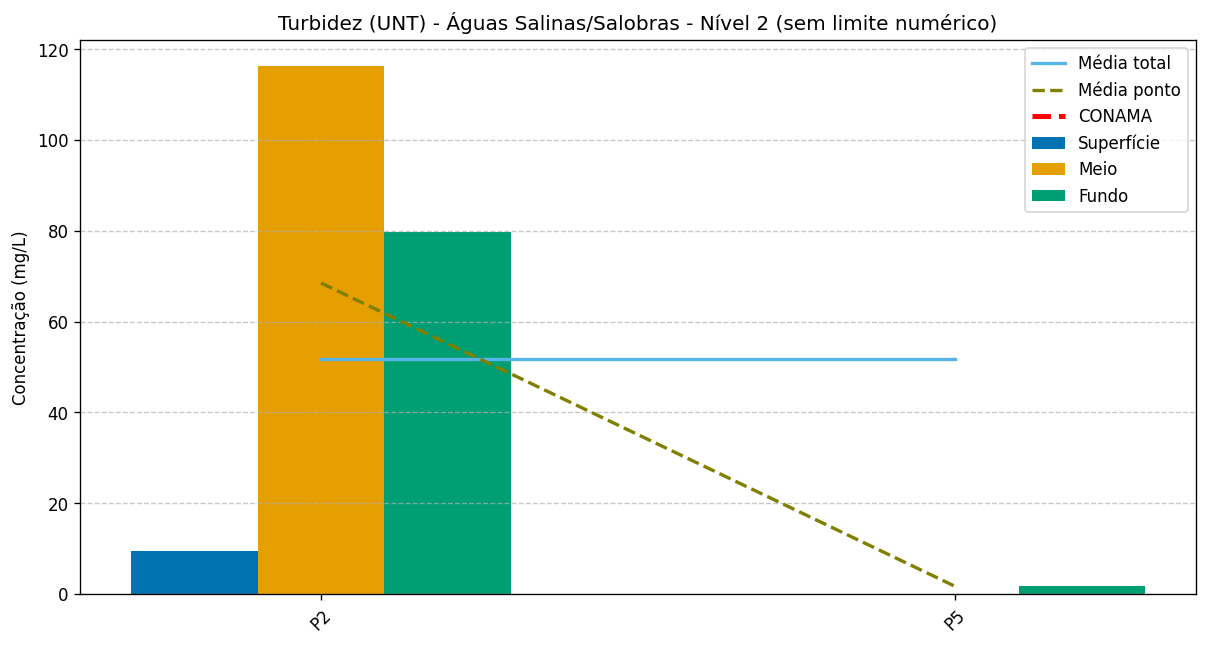 Turbidez (UNT) - Águas Salinas/Salobras - Nível 2 (sem limite numérico)
Concentração (mg/L)
120
100
80
60
40
20
0
P2
P5
Média total
Média ponto
CONAMA
Superfície
Meio
Fundo